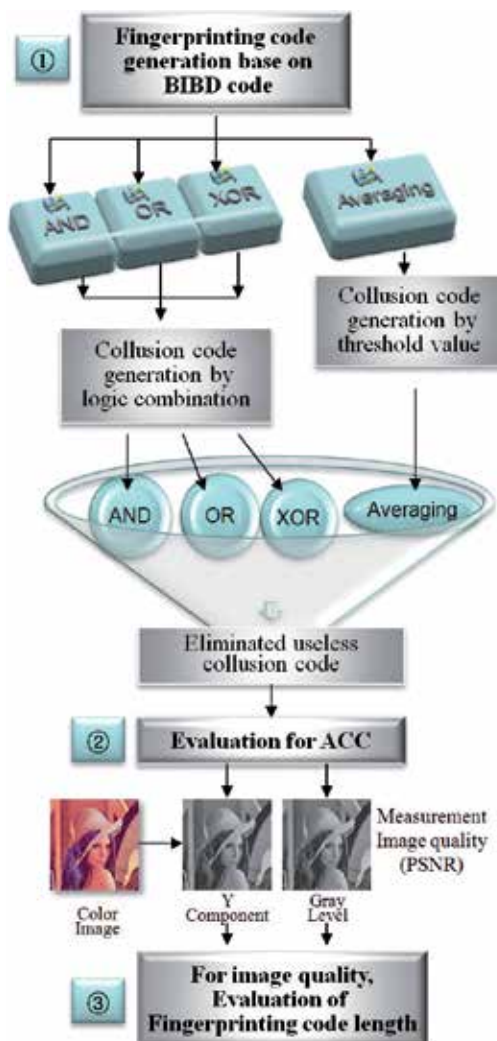 ①
Fingerprinting code
generation base on
BIBD code
AND
OR
XOR
Averaging
Collusion code
generation by
threshold value
Collusion code
generation by
logic combination
AND
OR
XOR
Averaging
Eliminated useless
collusion code
②
Evaluation for ACC
Measurement
Image quality
(PSNR)
Color
Image
Y
Component
Gray
Level
③
For image quality,
Evaluation of
Fingerprinting code length